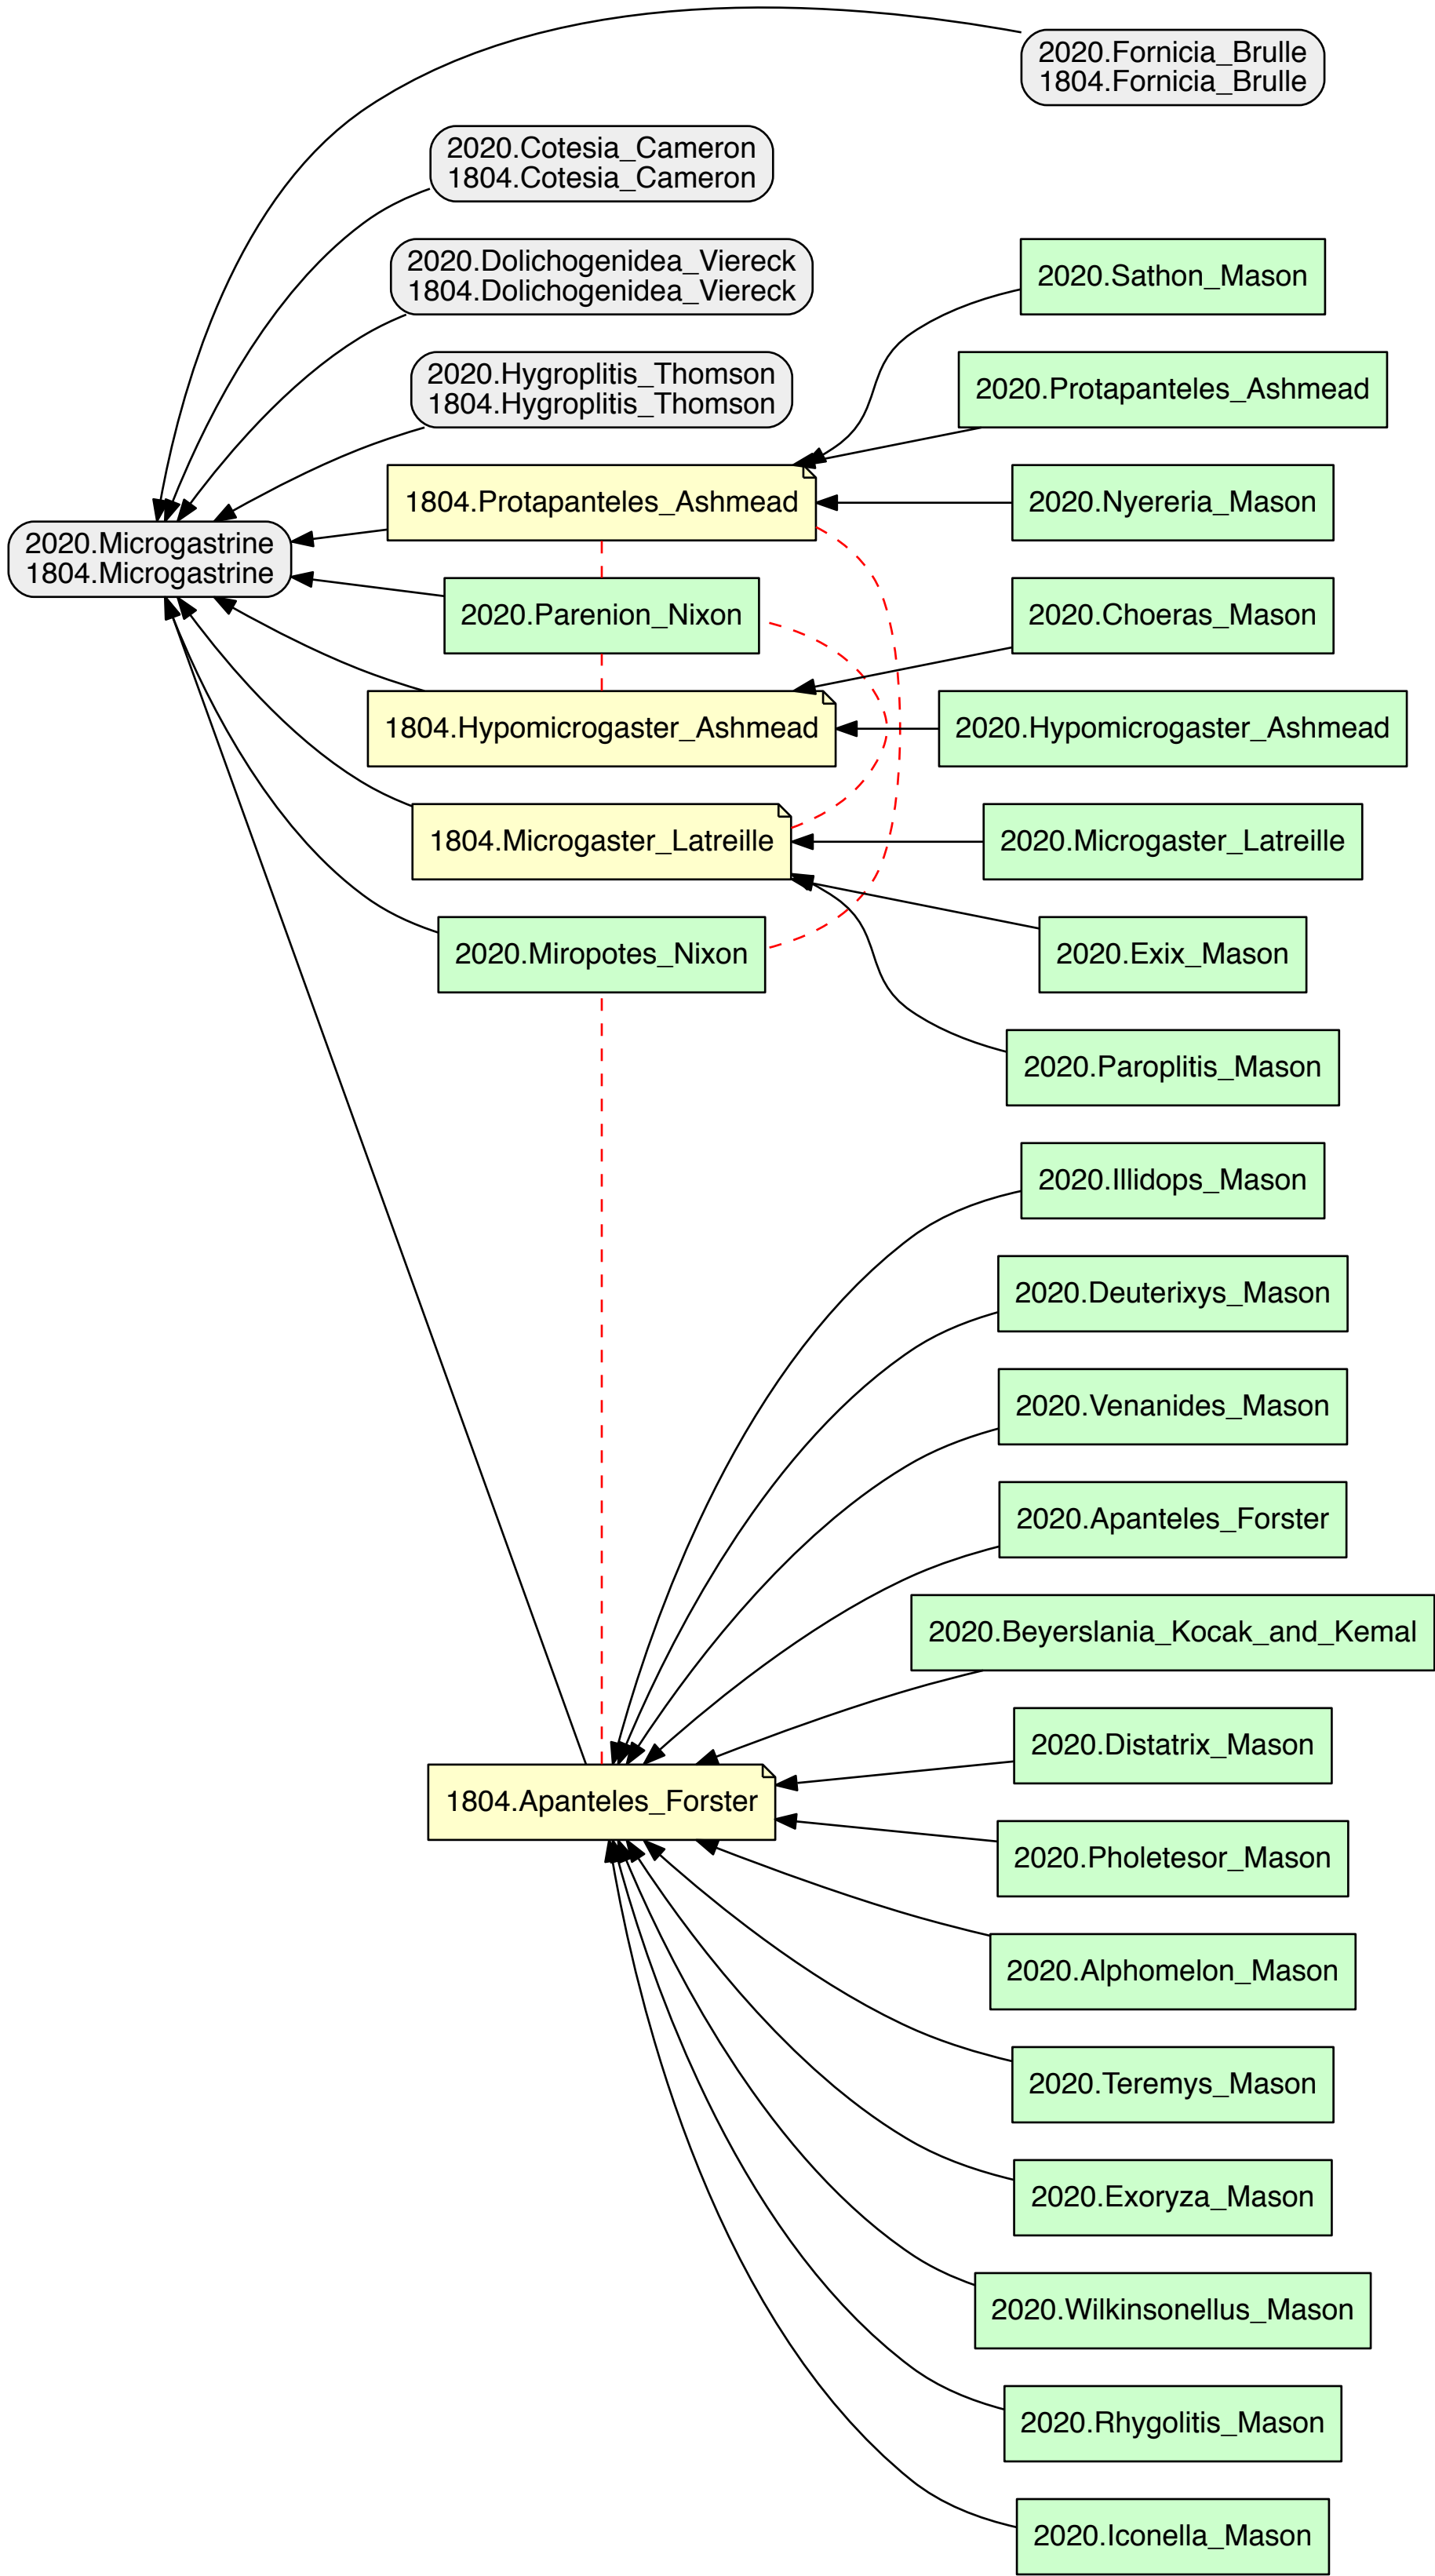 2020.Fornicia_Brulle
1804.Fornicia_Brulle
2020.Cotesia_Cameron
1804.Cotesia_Cameron
2020.Dolichogenidea_Viereck
1804.Dolichogenidea_Viereck
2020.Sathon_Mason
2020.Hygroplitis_Thomson
1804.Hygroplitis_Thomson
2020.Protapanteles_Ashmead
1804.Protapanteles_Ashmead
2020.Nyereria_Mason
2020.Microgastrine
1804.Microgastrine
2020.Parenion_Nixon
2020.Choeras_Mason
1804.Hypomicrogaster_Ashmead
2020.Hypomicrogaster_Ashmead
1804.Microgaster_Latreille
2020.Microgaster_Latreille
2020.Miropotes_Nixon
2020.Exix_Mason
2020.Paroplitis_Mason
2020.Illidops_Mason
2020.Deuterixys_Mason
2020.Venanides_Mason
2020.Apanteles_Forster
2020.Beyerslania_Kocak_and_Kemal
2020.Distatrix_Mason
1804.Apanteles_Forster
2020.Pholetesor_Mason
2020.Alphomelon_Mason
2020.Teremys_Mason
2020.Exoryza_Mason
2020.Wilkinsonellus_Mason
2020.Rhygolitis_Mason
2020.Iconella_Mason